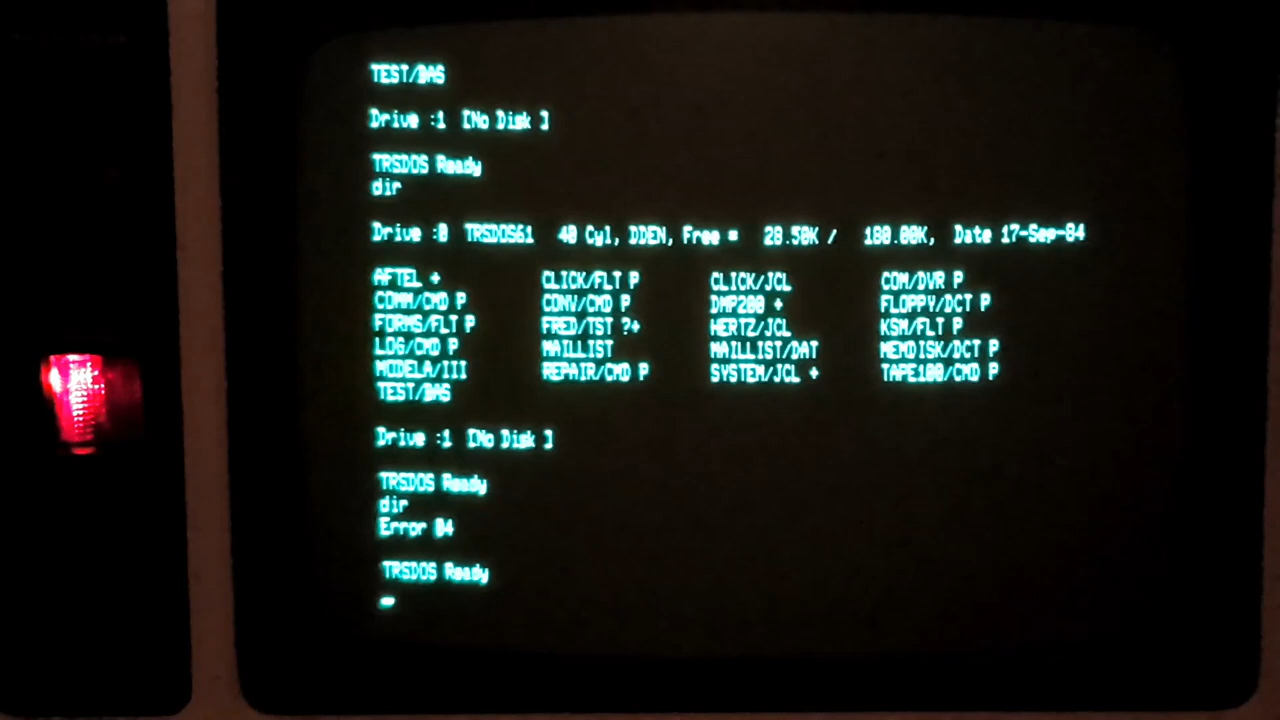 TEST/BAS
Drive :1 [No Disk ]
TRSDOS Ready
dir
Drive :0 TRSDOS61 40 Cyl, DDEN, Free = 28.50K / 180.00K, Date 17-Sep-84
AFTEL + CLICK/FLT P CLICK/JCL COM/DVR P
COMM/CMD P CONV/CMD P DMP200 + FLOPPY/DCT P
FORMS/FLT P FRED/TST ?+ HERTZ/JCL KSM/FLT P
LOG/CMD P MAILLIST MAILLIST/DAT MEMDISK/DCT P
MODELA/III REPAIR/CMD P SYSTEM/JCL + TAPE100/CMD P
TEST/BAS
Drive :1 [No Disk ]
TRSDOS Ready
dir
Error 04
TRSDOS Ready